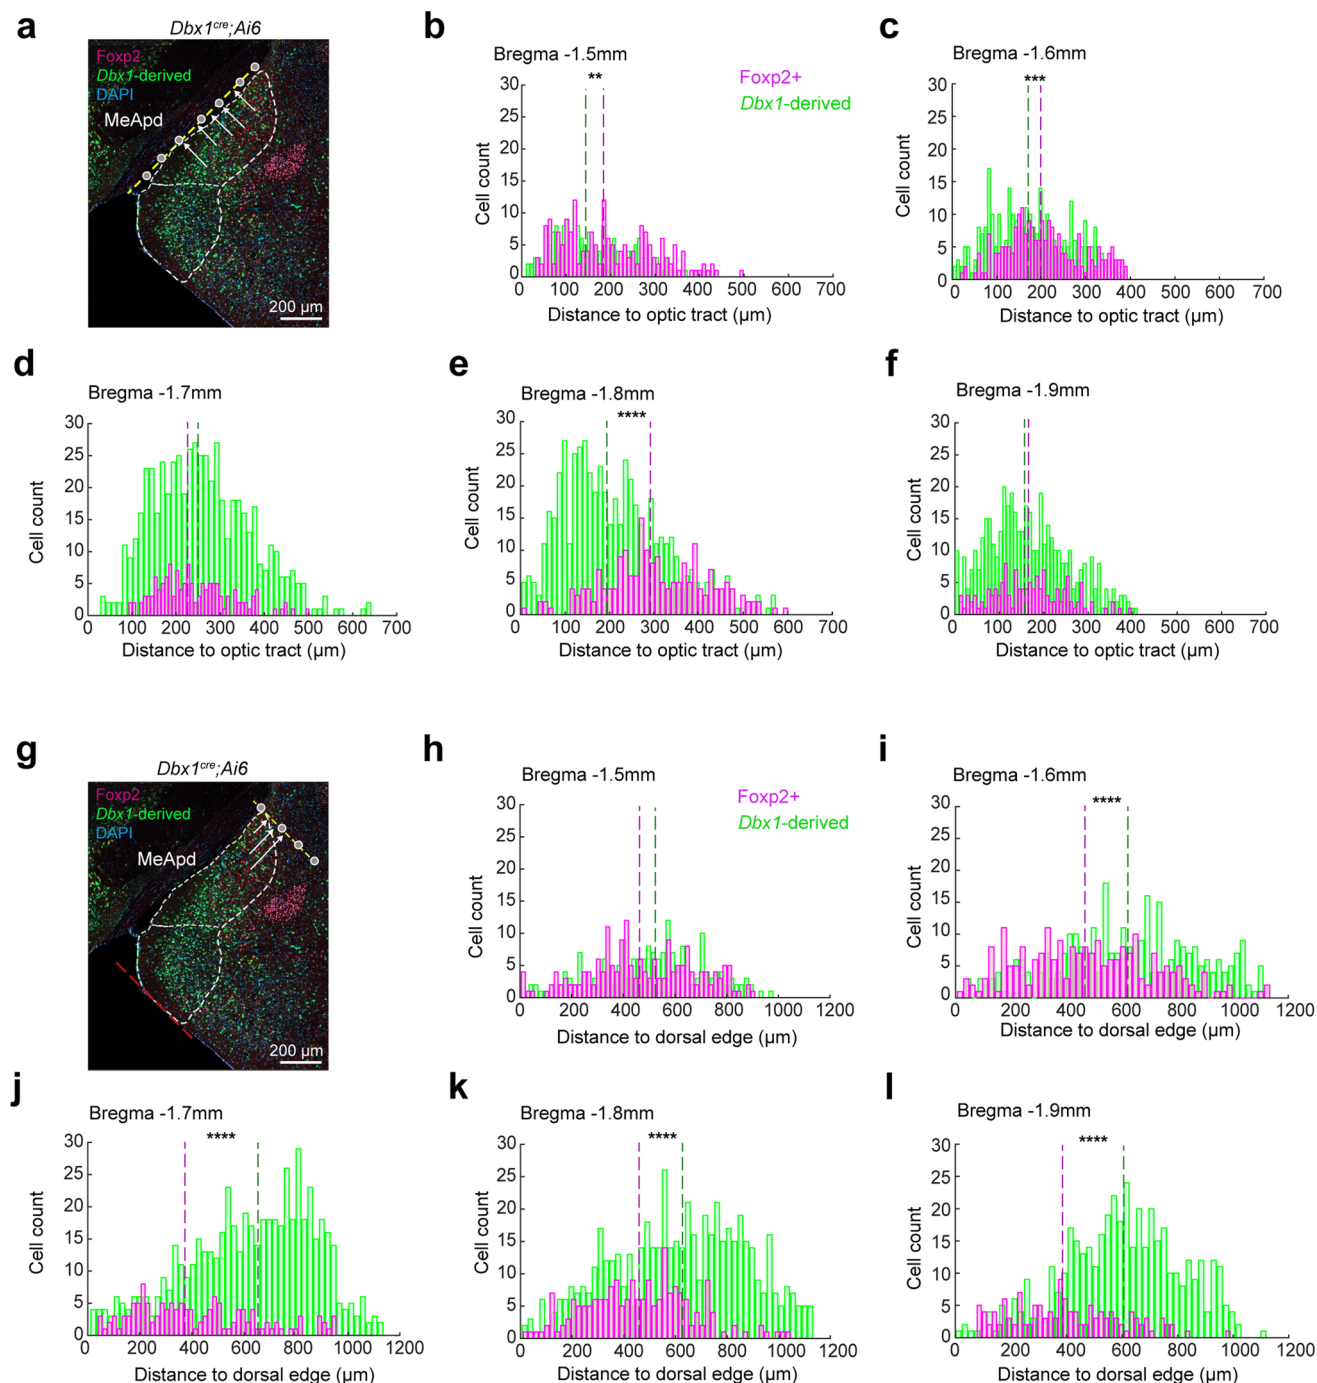 a
Dbx1cre;Ai6
Foxp2
Dbx1-derived
DAPI
MeApd
200 µm
b
Bregma -1.5mm
**
Foxp2+
Dbx1-derived
30
25
20
15
10
5
0
Cell count
0 100 200 300 400 500 600 700
Distance to optic tract (µm)
c
Bregma -1.6mm
***
30
25
20
15
10
5
0
Cell count
0 100 200 300 400 500 600 700
Distance to optic tract (µm)
d
Bregma -1.7mm
30
25
20
15
10
5
0
Cell count
0 100 200 300 400 500 600 700
Distance to optic tract (µm)
e
Bregma -1.8mm
****
30
25
20
15
10
5
0
Cell count
0 100 200 300 400 500 600 700
Distance to optic tract (µm)
f
Bregma -1.9mm
30
25
20
15
10
5
0
Cell count
0 100 200 300 400 500 600 700
Distance to optic tract (µm)
g
Dbx1cre;Ai6
Foxp2
Dbx1-derived
DAPI
MeApd
200 µm
h
Bregma -1.5mm
Foxp2+
Dbx1-derived
30
25
20
15
10
5
0
Cell count
0 200 400 600 800 1000 1200
Distance to dorsal edge (µm)
i
Bregma -1.6mm
****
30
25
20
15
10
5
0
Cell count
0 200 400 600 800 1000 1200
Distance to dorsal edge (µm)
j
Bregma -1.7mm
****
30
25
20
15
10
5
0
Cell count
0 200 400 600 800 1000 1200
Distance to dorsal edge (µm)
k
Bregma -1.8mm
****
30
25
20
15
10
5
0
Cell count
0 200 400 600 800 1000 1200
Distance to dorsal edge (µm)
l
Bregma -1.9mm
****
30
25
20
15
10
5
0
Cell count
0 200 400 600 800 1000 1200
Distance to dorsal edge (µm)